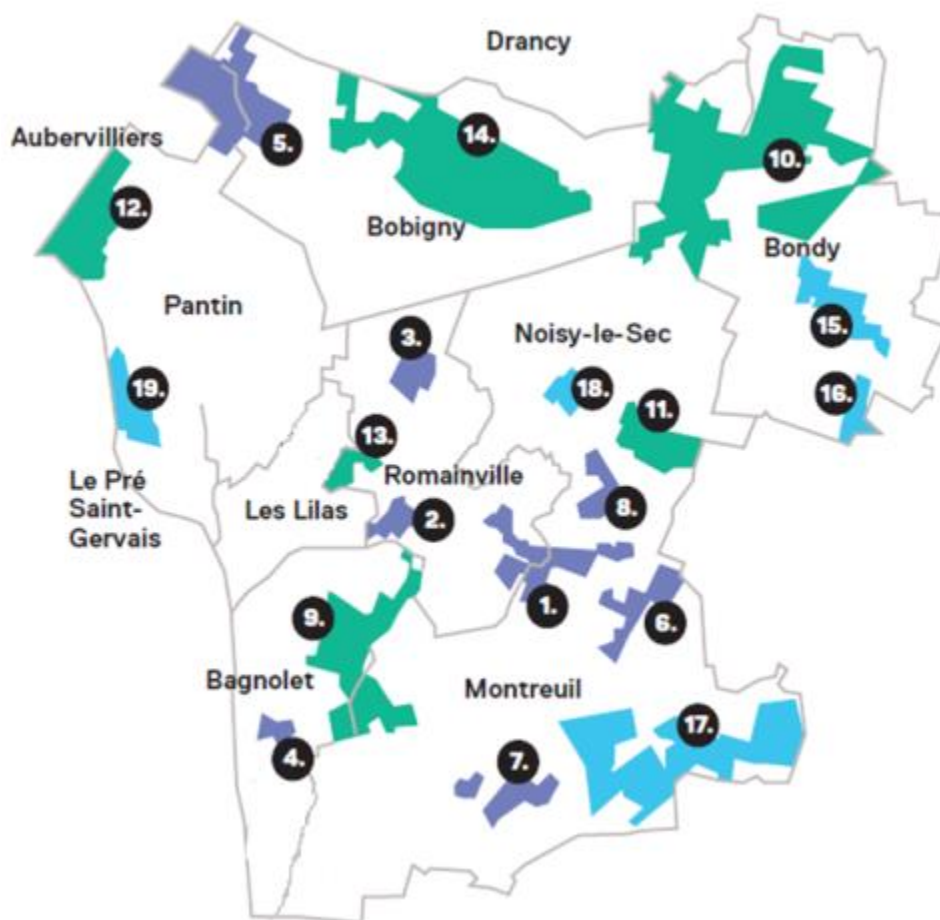 Drancy
Aubervilliers
5.
14.
10.
12.
Bobigny
Bondy
Pantin
3.
Noisy-le-Sec
15.
19.
18.
16.
11.
13.
Romainville
Le Pré
Saint-
Gervais
Les Lilas
2.
8.
1.
9.
6.
Bagnolet
Montreuil
17.
4.
7.